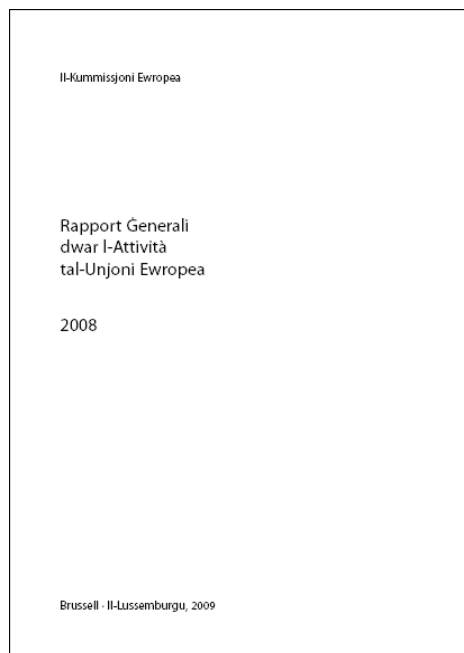 Il-Kummissjoni Ewropea
Rapport Ġenerali
dwar l-Attività
tal-Unjoni Ewropea
2008
Brussell · Il-Lussemburgu, 2009